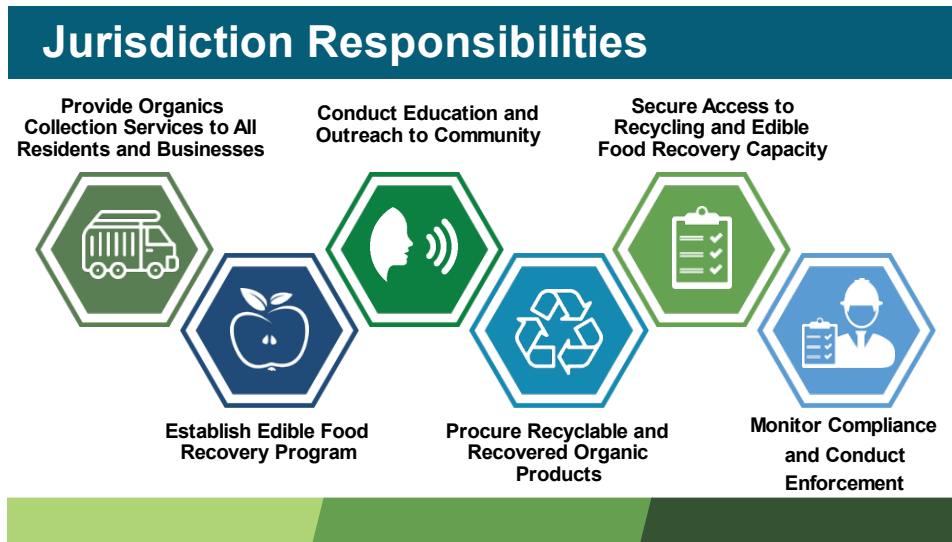 Jurisdiction Responsibilities
Provide Organics
Collection Services to All
Residents and Businesses
Conduct Education and
Outreach to Community
Secure Access to
Recycling and Edible
Food Recovery Capacity
Establish Edible Food
Recovery Program
Procure Recyclable and
Recovered Organic
Products
Monitor Compliance
and Conduct
Enforcement